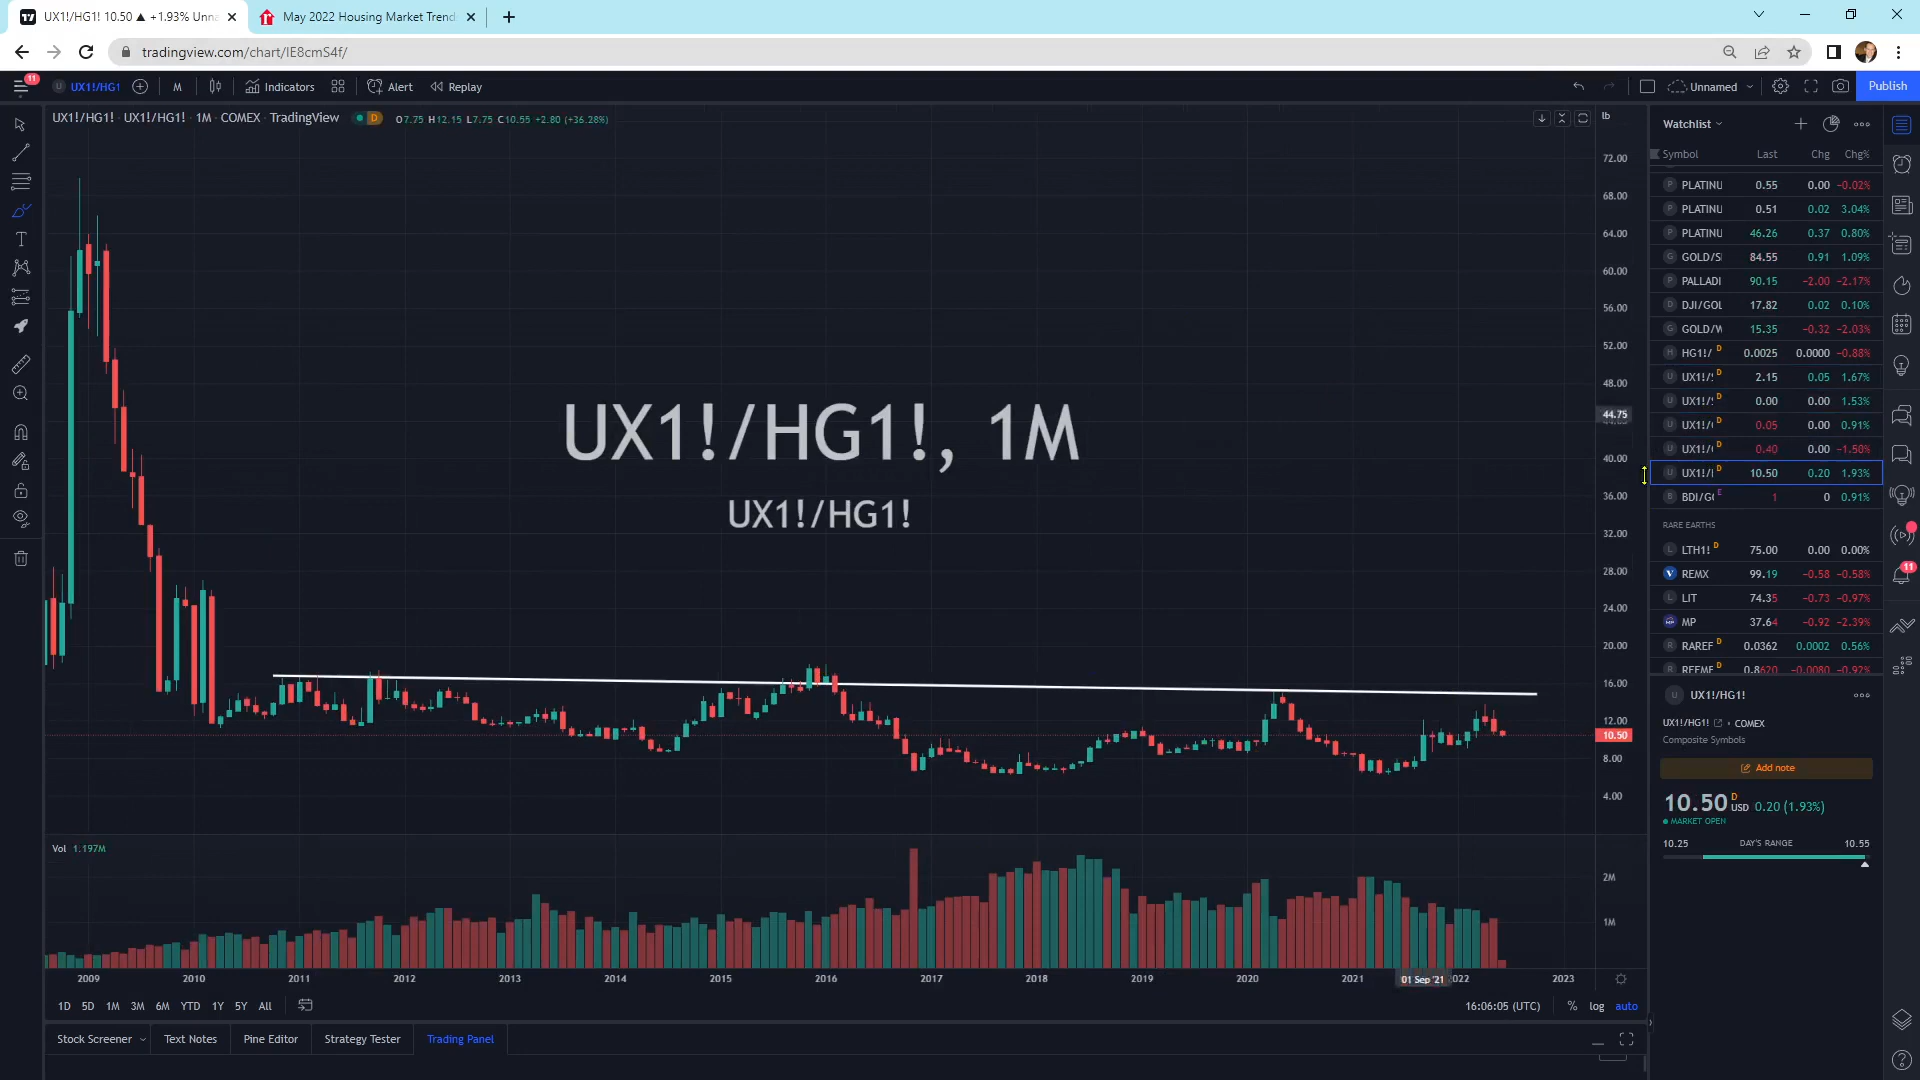 UX1!/HG1! 10.50 ▲ +1.93% Unna
May 2022 Housing Market Trend
tradingview.com/chart/IE8cmS4f/
11
UX1!/HG1
M
Indicators
Alert
Replay
Unnamed
Publish
UX1!/HG1! · UX1!/HG1! · 1M · COMEX · TradingView
D
O7.75 H12.15 L7.75 C10.55 +2.80 (+36.28%)
lb
72.00
68.00
64.00
60.00
56.00
52.00
48.00
44.75
40.00
36.00
32.00
28.00
24.00
20.00
16.00
12.00
10.50
8.00
4.00
UX1!/HG1!, 1M
UX1!/HG1!
Vol 1.197M
2M
1M
2009 2010 2011 2012 2013 2014 2015 2016 2017 2018 2019 2020 2021 01 Sep '21 2022 2023
1D 5D 1M 3M 6M YTD 1Y 5Y All
16:06:05 (UTC) % log auto
Stock Screener Text Notes Pine Editor Strategy Tester Trading Panel
Watchlist
Symbol Last Chg Chg%
PLATINU 0.55 0.00 −0.02%
PLATINU 0.51 0.02 3.04%
PLATINU 46.26 0.37 0.80%
GOLD/S 84.55 0.91 1.09%
PALLADI 90.15 −2.00 −2.17%
DJI/GOL 17.82 0.02 0.10%
GOLD/W 15.35 −0.32 −2.03%
HG1!/ D 0.0025 0.0000 −0.88%
UX1!/ D 2.15 0.05 1.67%
UX1!/ D 0.00 0.00 1.53%
UX1!/ D 0.05 0.00 0.91%
UX1!/ D 0.40 0.00 −1.50%
UX1!/ D 10.50 0.20 1.93%
BDI/G E 1 0 0.91%
RARE EARTHS
LTH1! D 75.00 0.00 0.00%
REMX 99.19 −0.58 −0.58%
LIT 74.35 −0.73 −0.97%
MP 37.64 −0.92 −2.39%
RAREF D 0.0362 0.0002 0.56%
REEMF D 0.8620 −0.0080 −0.92%
UX1!/HG1!
UX1!/HG1! • COMEX
Composite Symbols
Add note
10.50 D USD 0.20 (1.93%)
MARKET OPEN
10.25 DAY'S RANGE 10.55
11